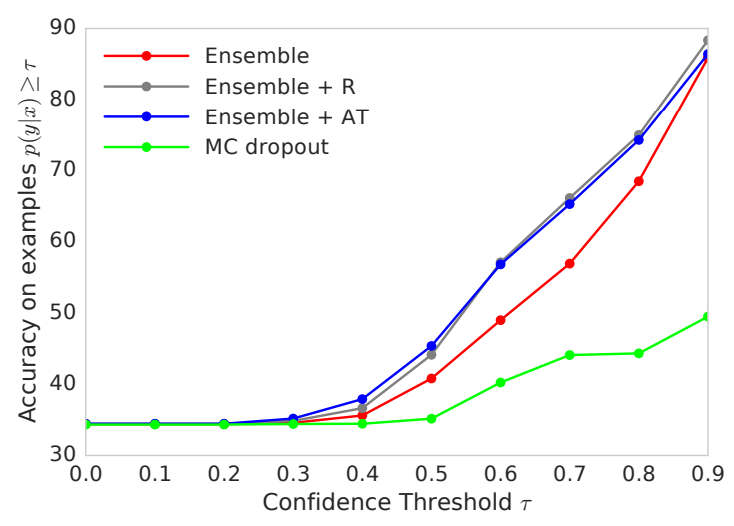 90
80
70
60
50
40
30
Accuracy on examples p(y|x) ≥ τ
Ensemble
Ensemble + R
Ensemble + AT
MC dropout
0.0 0.1 0.2 0.3 0.4 0.5 0.6 0.7 0.8 0.9
Confidence Threshold τ